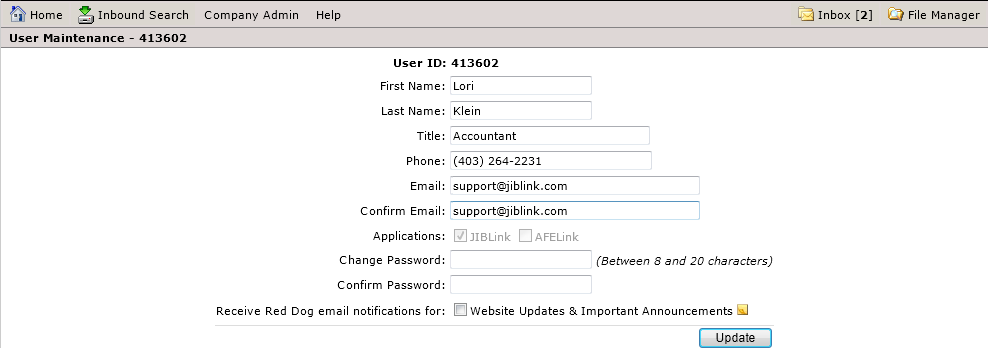 Home Inbound Search Company Admin Help Inbox [2] File Manager
User Maintenance - 413602
User ID: 413602
First Name: Lori
Last Name: Klein
Title: Accountant
Phone: (403) 264-2231
Email: support@jiblink.com
Confirm Email: support@jiblink.com
Applications: JIBLink AFELink
Change Password: (Between 8 and 20 characters)
Confirm Password:
Receive Red Dog email notifications for: Website Updates & Important Announcements
Update